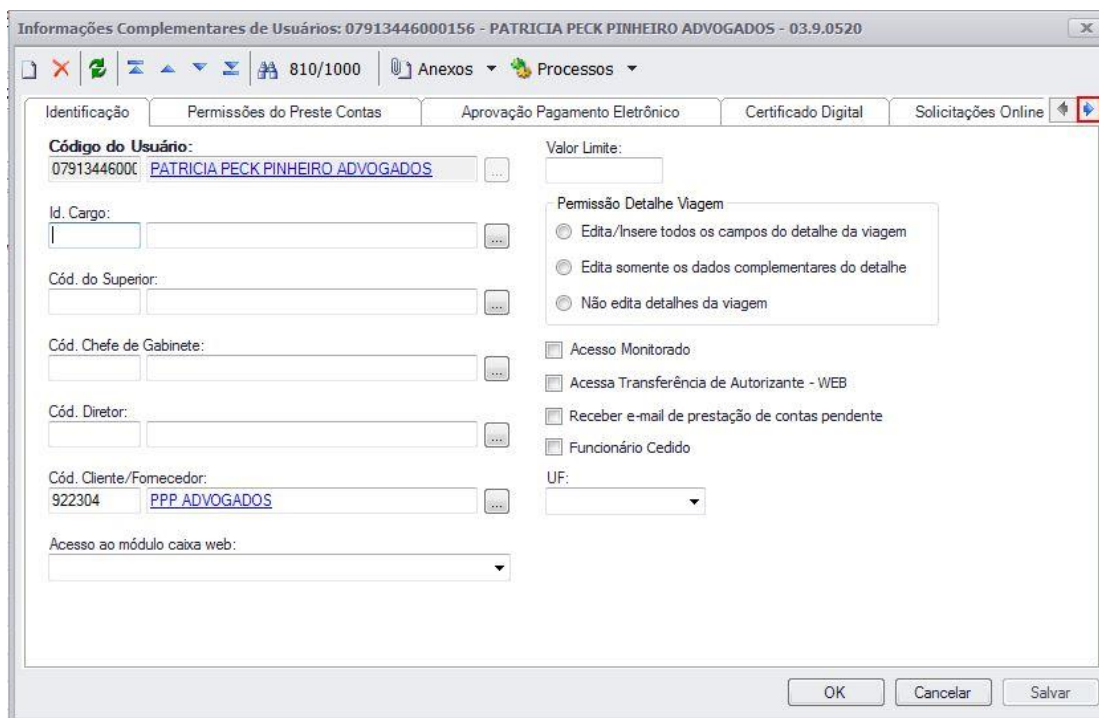 Informações Complementares de Usuários: 07913446000156 - PATRICIA PECK PINHEIRO ADVOGADOS - 03.9.0520
810/1000 Anexos Processos
Identificação Permissões do Preste Contas Aprovação Pagamento Eletrônico Certificado Digital Solicitações Online
Código do Usuário:
0791344600 PATRICIA PECK PINHEIRO ADVOGADOS ...
Id. Cargo:
...
Cód. do Superior:
...
Cód. Chefe de Gabinete:
...
Cód. Diretor:
...
Cód. Cliente/Fornecedor:
922304 PPP ADVOGADOS ...
Acesso ao módulo caixa web:
Valor Limite:
Permissão Detalhe Viagem
Edita/Insere todos os campos do detalhe da viagem
Edita somente os dados complementares do detalhe
Não edita detalhes da viagem
Acesso Monitorado
Acessa Transferência de Autorizante - WEB
Receber e-mail de prestação de contas pendente
Funcionário Cedido
UF:
OK Cancelar Salvar